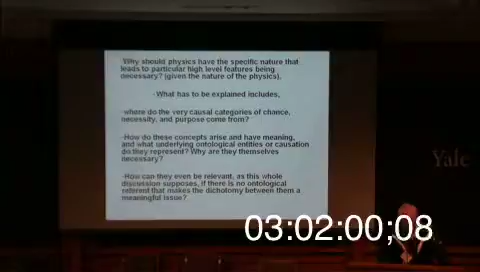 -Why should physics have the specific nature that
leads to particular high level features being
necessary? (given the nature of the physics).
-What has to be explained includes,
-where do the very causal categories of chance,
necessity, and purpose come from?
-How do these concepts arise and have meaning,
and what underlying ontological entities or causation
do they represent? Why are they themselves
necessary?
-How can they even be relevant, as this whole
discussion supposes, if there is no ontological
referent that makes the dichotomy between them a
meaningful issue?
Yale
03:02:00;08